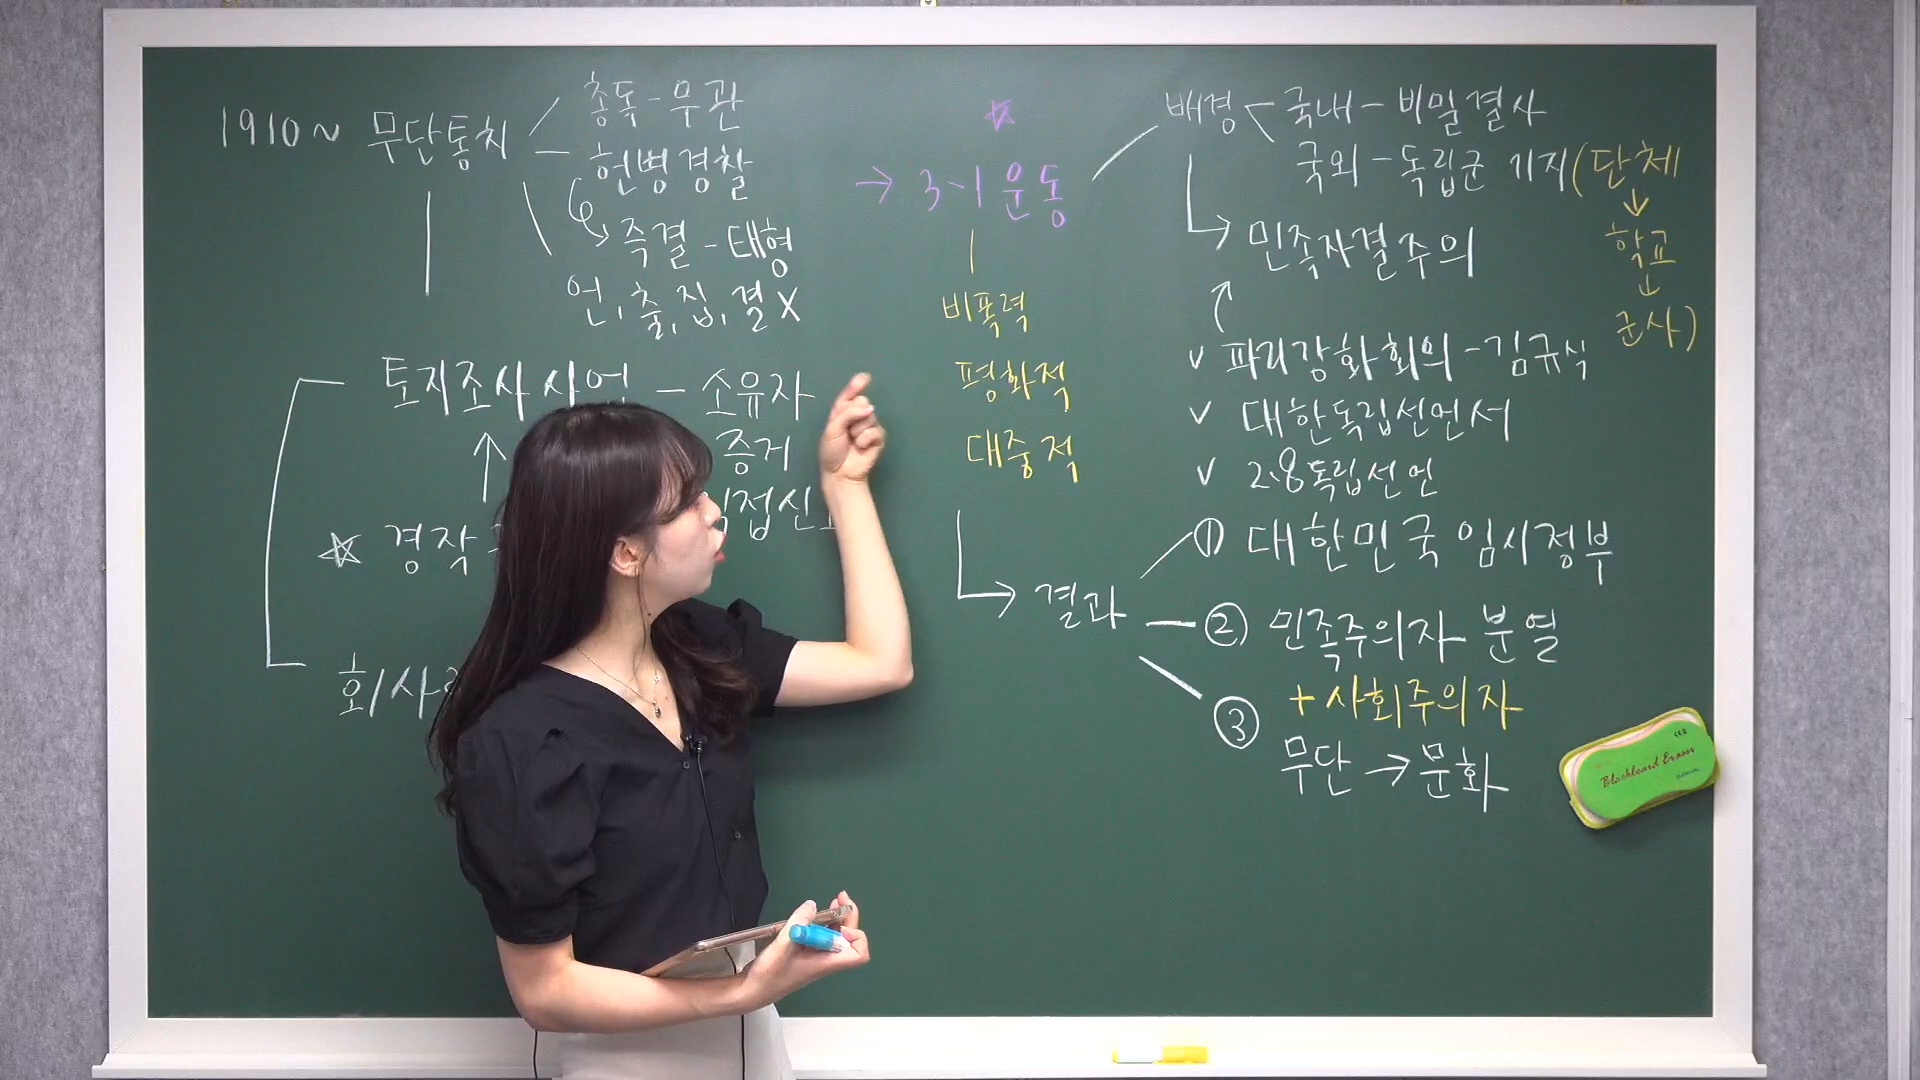 1910~ 무단통치
총독-무관
헌병경찰
즉결-태형
언, 출, 집, 결 X
토지조사사업 - 소유자
증거
직접신고
경작
회사
→ 3·1운동
비폭력
평화적
대중적
→ 결과
배경
국내-비밀결사
국외-독립군 기지(단체
↓
학교
↓
군사)
→ 민족자결주의
↑
∨ 파리강화회의-김규식
∨ 대한독립선언서
∨ 2.8독립선언
① 대한민국 임시정부
② 민족주의자 분열
+사회주의자
③ 무단→문화
Blackboard Eraser